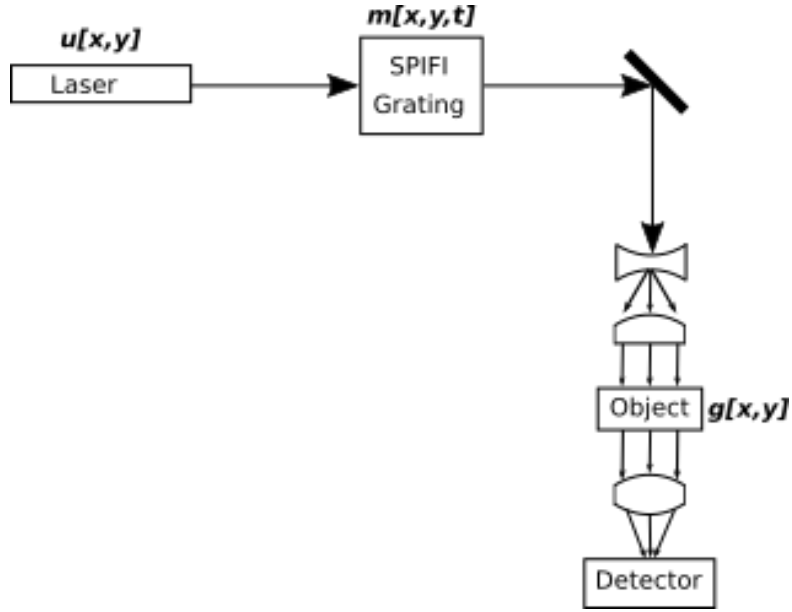 u[x,y]
Laser
m[x,y,t]
SPIFI
Grating
Object
g[x,y]
Detector